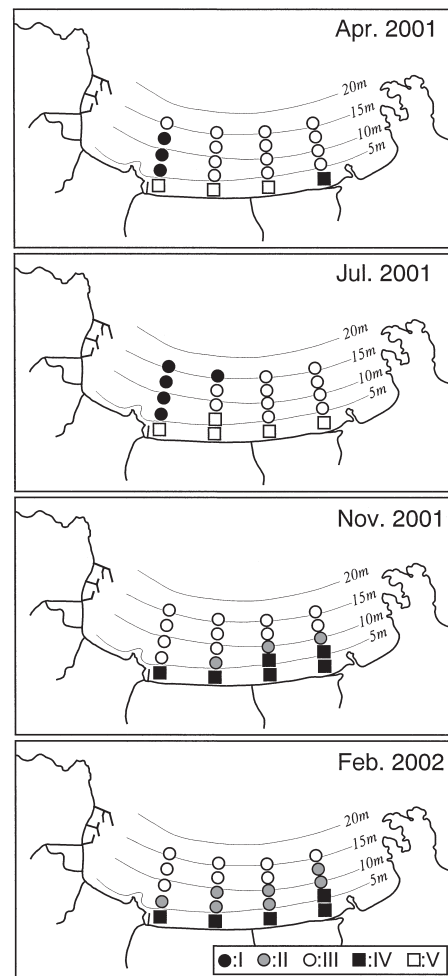 Apr. 2001
20m
15m
10m
5m
Jul. 2001
20m
15m
10m
5m
Nov. 2001
20m
15m
10m
5m
Feb. 2002
20m
15m
10m
5m
●:I ●:II ○:III ■:IV □:V